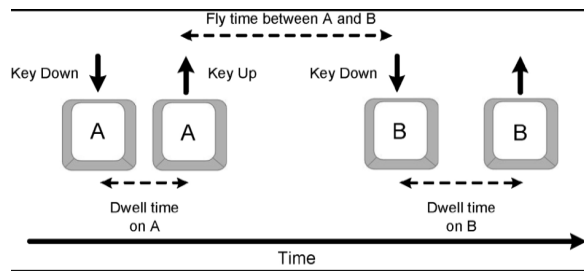 Fly time between A and B
Key Down
Key Up
Key Down
A
A
B
B
Dwell time
on A
Dwell time
on B
Time